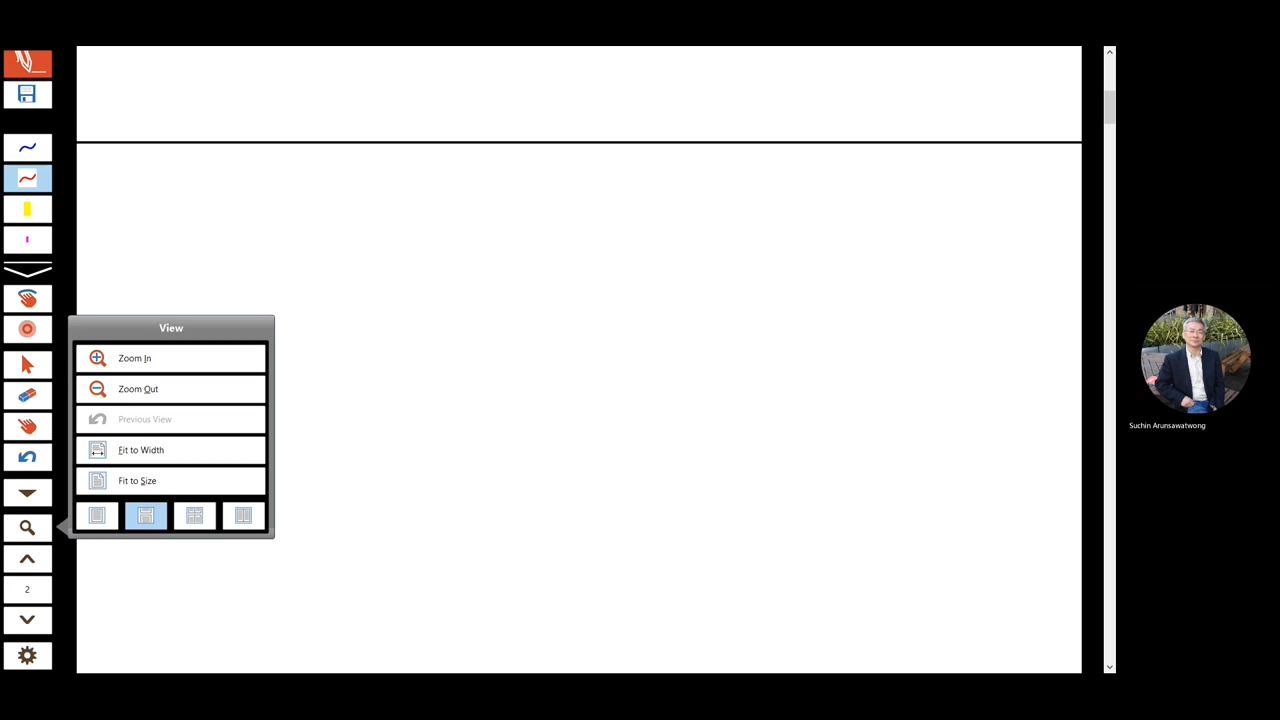 View
Zoom In
Zoom Out
Previous View
Fit to Width
Fit to Size
2
Suchin Arunsawatwong